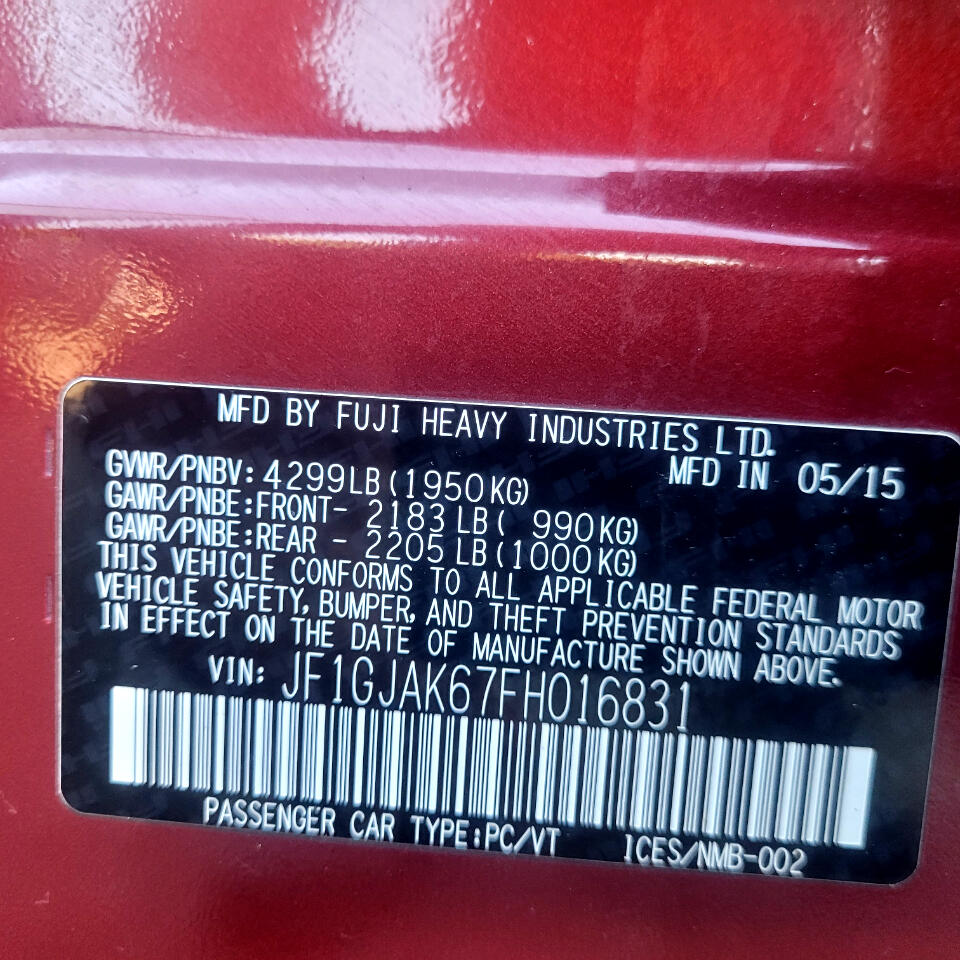 MFD BY FUJI HEAVY INDUSTRIES LTD.
GVWR/PNBV: 4299LB (1950KG) MFD IN 05/15
GAWR/PNBE: FRONT- 2183LB ( 990KG)
GAWR/PNBE: REAR - 2205LB (1000KG)
THIS VEHICLE CONFORMS TO ALL APPLICABLE FEDERAL MOTOR
VEHICLE SAFETY, BUMPER, AND THEFT PREVENTION STANDARDS
IN EFFECT ON THE DATE OF MANUFACTURE SHOWN ABOVE.
VIN: JF1GJAK67FH016831
PASSENGER CAR TYPE: PC/VT ICES/NMB-002